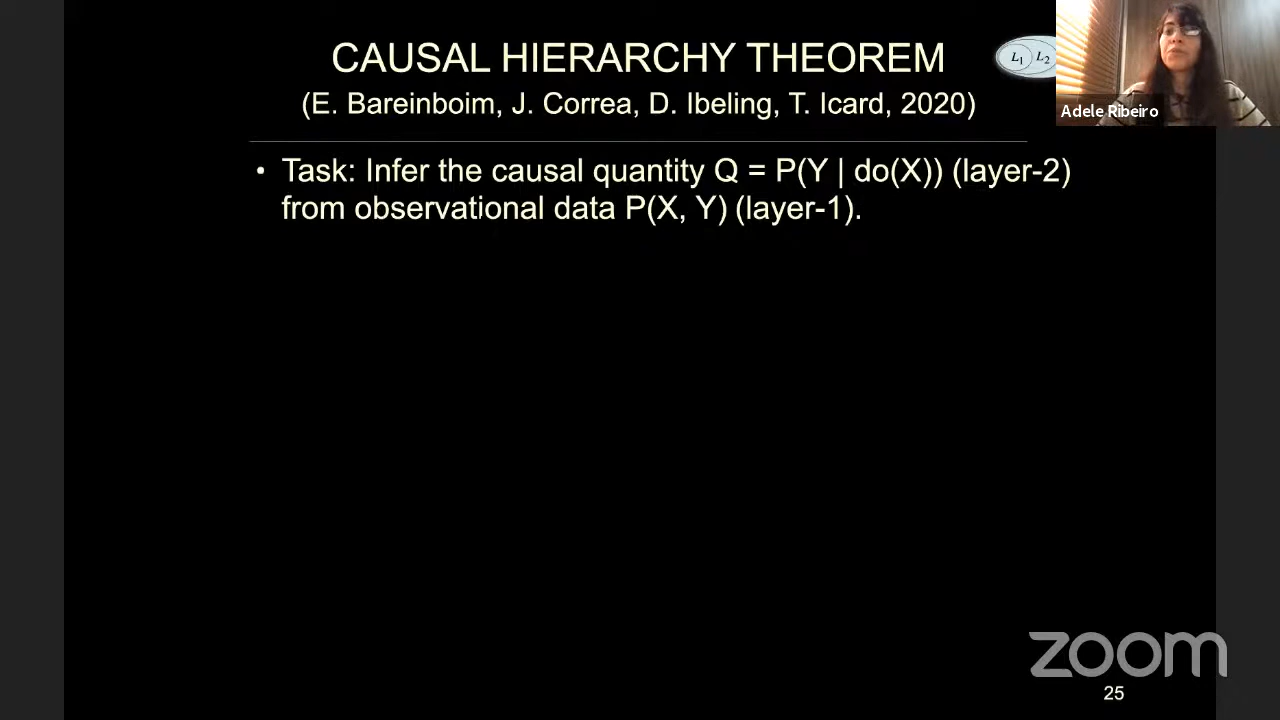 CAUSAL HIERARCHY THEOREM
(E. Bareinboim, J. Correa, D. Ibeling, T. Icard, 2020)
L1 L2
Adele Ribeiro
• Task: Infer the causal quantity Q = P(Y | do(X)) (layer-2)
from observational data P(X, Y) (layer-1).
zoom
25